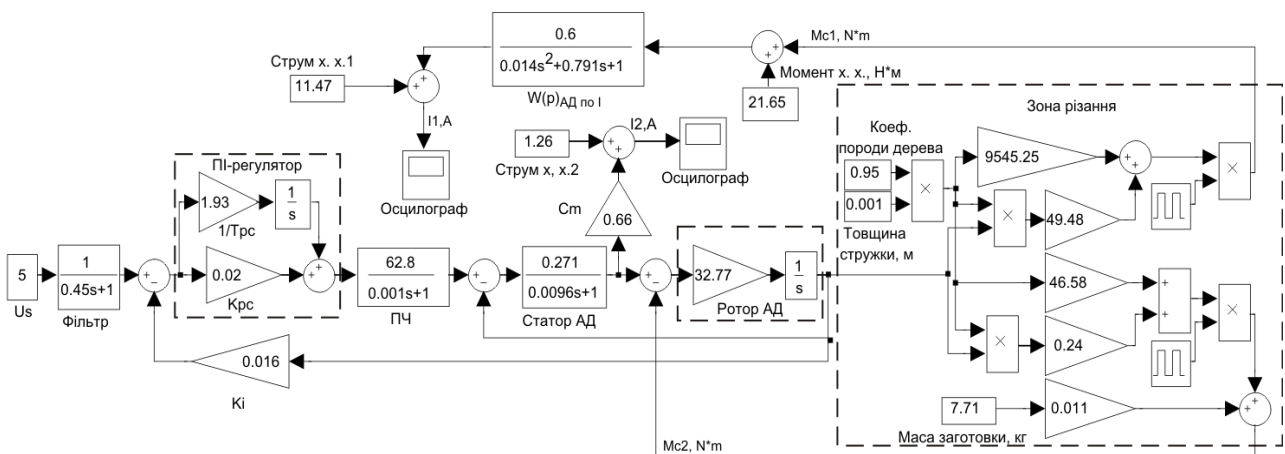 Mc1, N*m
0.6
0.014s²+0.791s+1
W(p)АД по I
Струм х. х.1
11.47
+
+
+
+
Момент х. х., Н*м
21.65
I1,A
Осцилограф
1.26
Струм х, х.2
+
+
I2,A
Осцилограф
Cm
0.66
Зона різання
Коеф.
породи дерева
0.95
0.001
Товщина
стружки, м
×
9545.25
+
+
×
×
49.48
46.58
+
+
×
×
0.24
7.71
0.011
+
+
Маса заготовки, кг
ПІ-регулятор
1.93
1
s
1/Трс
0.02
Крс
+
+
5
Us
1
0.45s+1
Фільтр
−
62.8
0.001s+1
ПЧ
−
0.271
0.0096s+1
Статор АД
−
32.77
1
s
Ротор АД
0.016
Ki
Mc2, N*m